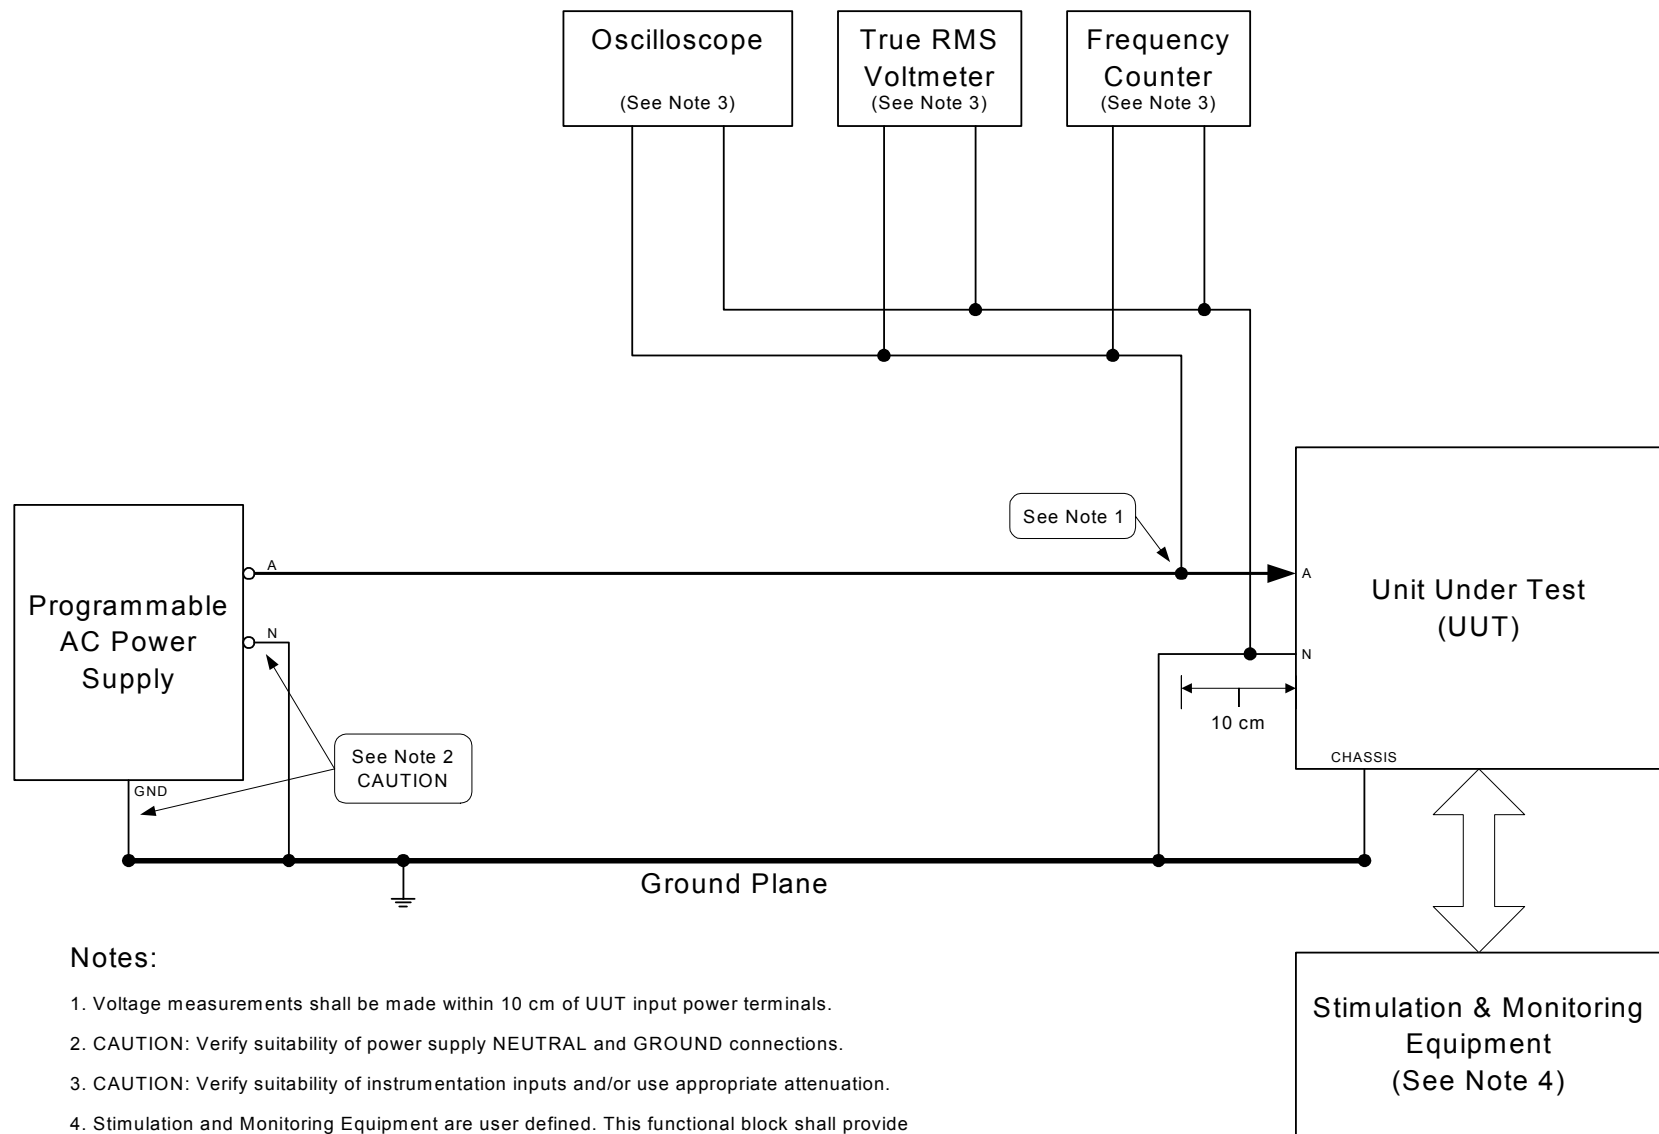 Oscilloscope
(See Note 3)
True RMS
Voltmeter
(See Note 3)
Frequency
Counter
(See Note 3)
See Note 1
Programmable
AC Power
Supply
A
N
GND
See Note 2
CAUTION
A
Unit Under Test
(UUT)
N
10 cm
CHASSIS
Ground Plane
Stimulation & Monitoring
Equipment
(See Note 4)
Notes:
1. Voltage measurements shall be made within 10 cm of UUT input power terminals.
2. CAUTION: Verify suitability of power supply NEUTRAL and GROUND connections.
3. CAUTION: Verify suitability of instrumentation inputs and/or use appropriate attenuation.
4. Stimulation and Monitoring Equipment are user defined. This functional block shall provide